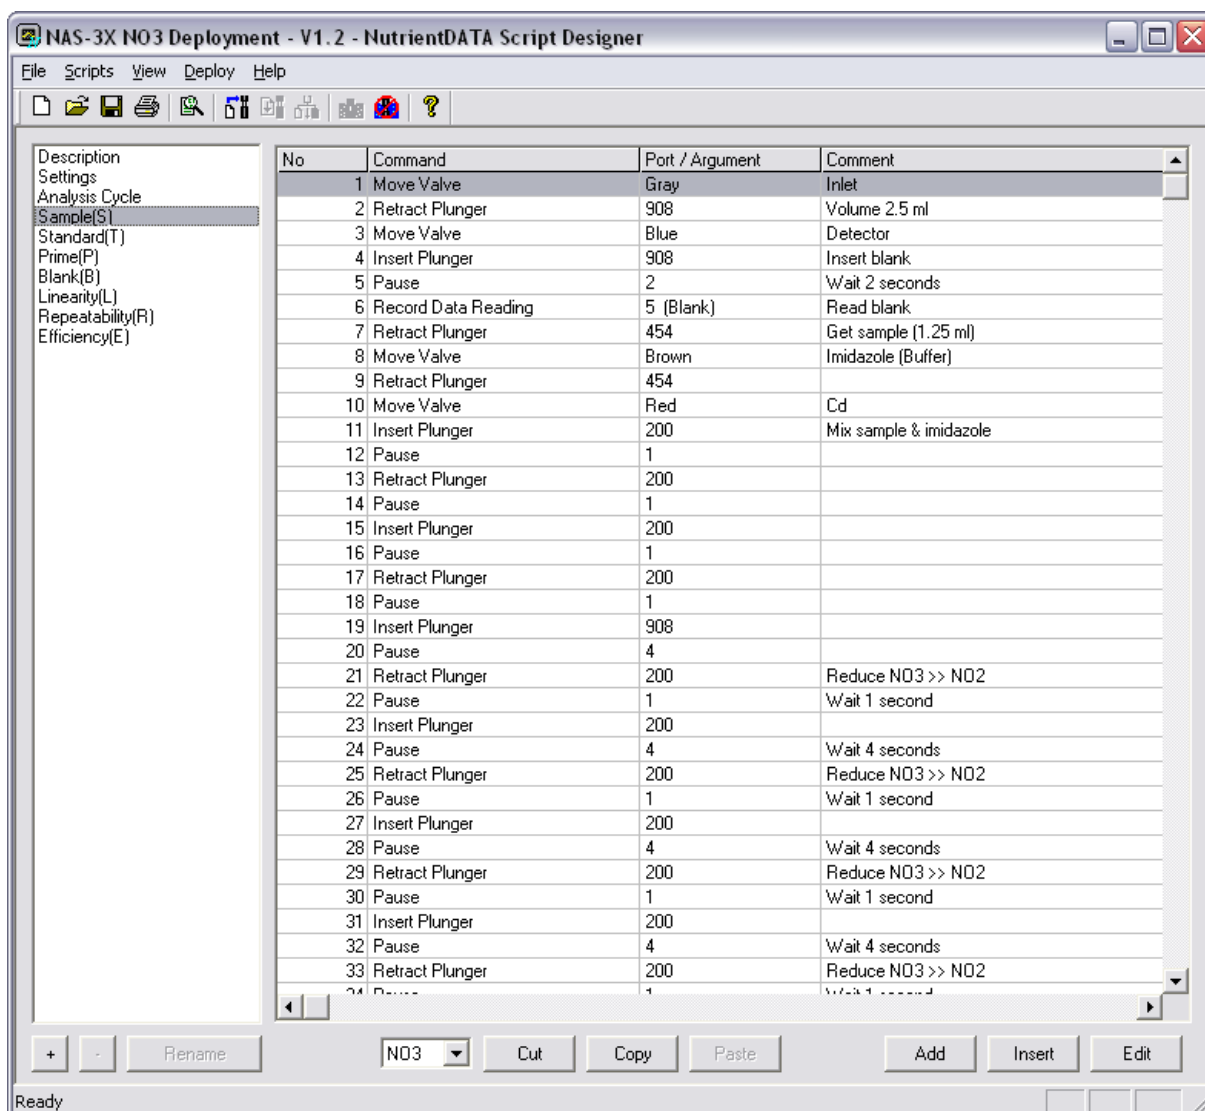 NAS-3X NO3 Deployment - V1.2 - NutrientDATA Script Designer
File Scripts View Deploy Help
Description
Settings
Analysis Cycle
Sample(S)
Standard(T)
Prime(P)
Blank(B)
Linearity(L)
Repeatability(R)
Efficiency(E)
No Command Port / Argument Comment
1 Move Valve Gray Inlet
2 Retract Plunger 908 Volume 2.5 ml
3 Move Valve Blue Detector
4 Insert Plunger 908 Insert blank
5 Pause 2 Wait 2 seconds
6 Record Data Reading 5 (Blank) Read blank
7 Retract Plunger 454 Get sample (1.25 ml)
8 Move Valve Brown Imidazole (Buffer)
9 Retract Plunger 454
10 Move Valve Red Cd
11 Insert Plunger 200 Mix sample & imidazole
12 Pause 1
13 Retract Plunger 200
14 Pause 1
15 Insert Plunger 200
16 Pause 1
17 Retract Plunger 200
18 Pause 1
19 Insert Plunger 908
20 Pause 4
21 Retract Plunger 200 Reduce NO3 >> NO2
22 Pause 1 Wait 1 second
23 Insert Plunger 200
24 Pause 4 Wait 4 seconds
25 Retract Plunger 200 Reduce NO3 >> NO2
26 Pause 1 Wait 1 second
27 Insert Plunger 200
28 Pause 4 Wait 4 seconds
29 Retract Plunger 200 Reduce NO3 >> NO2
30 Pause 1 Wait 1 second
31 Insert Plunger 200
32 Pause 4 Wait 4 seconds
33 Retract Plunger 200 Reduce NO3 >> NO2
34 Pause 1 Wait 1 second
+ - Rename NO3 Cut Copy Paste Add Insert Edit
Ready